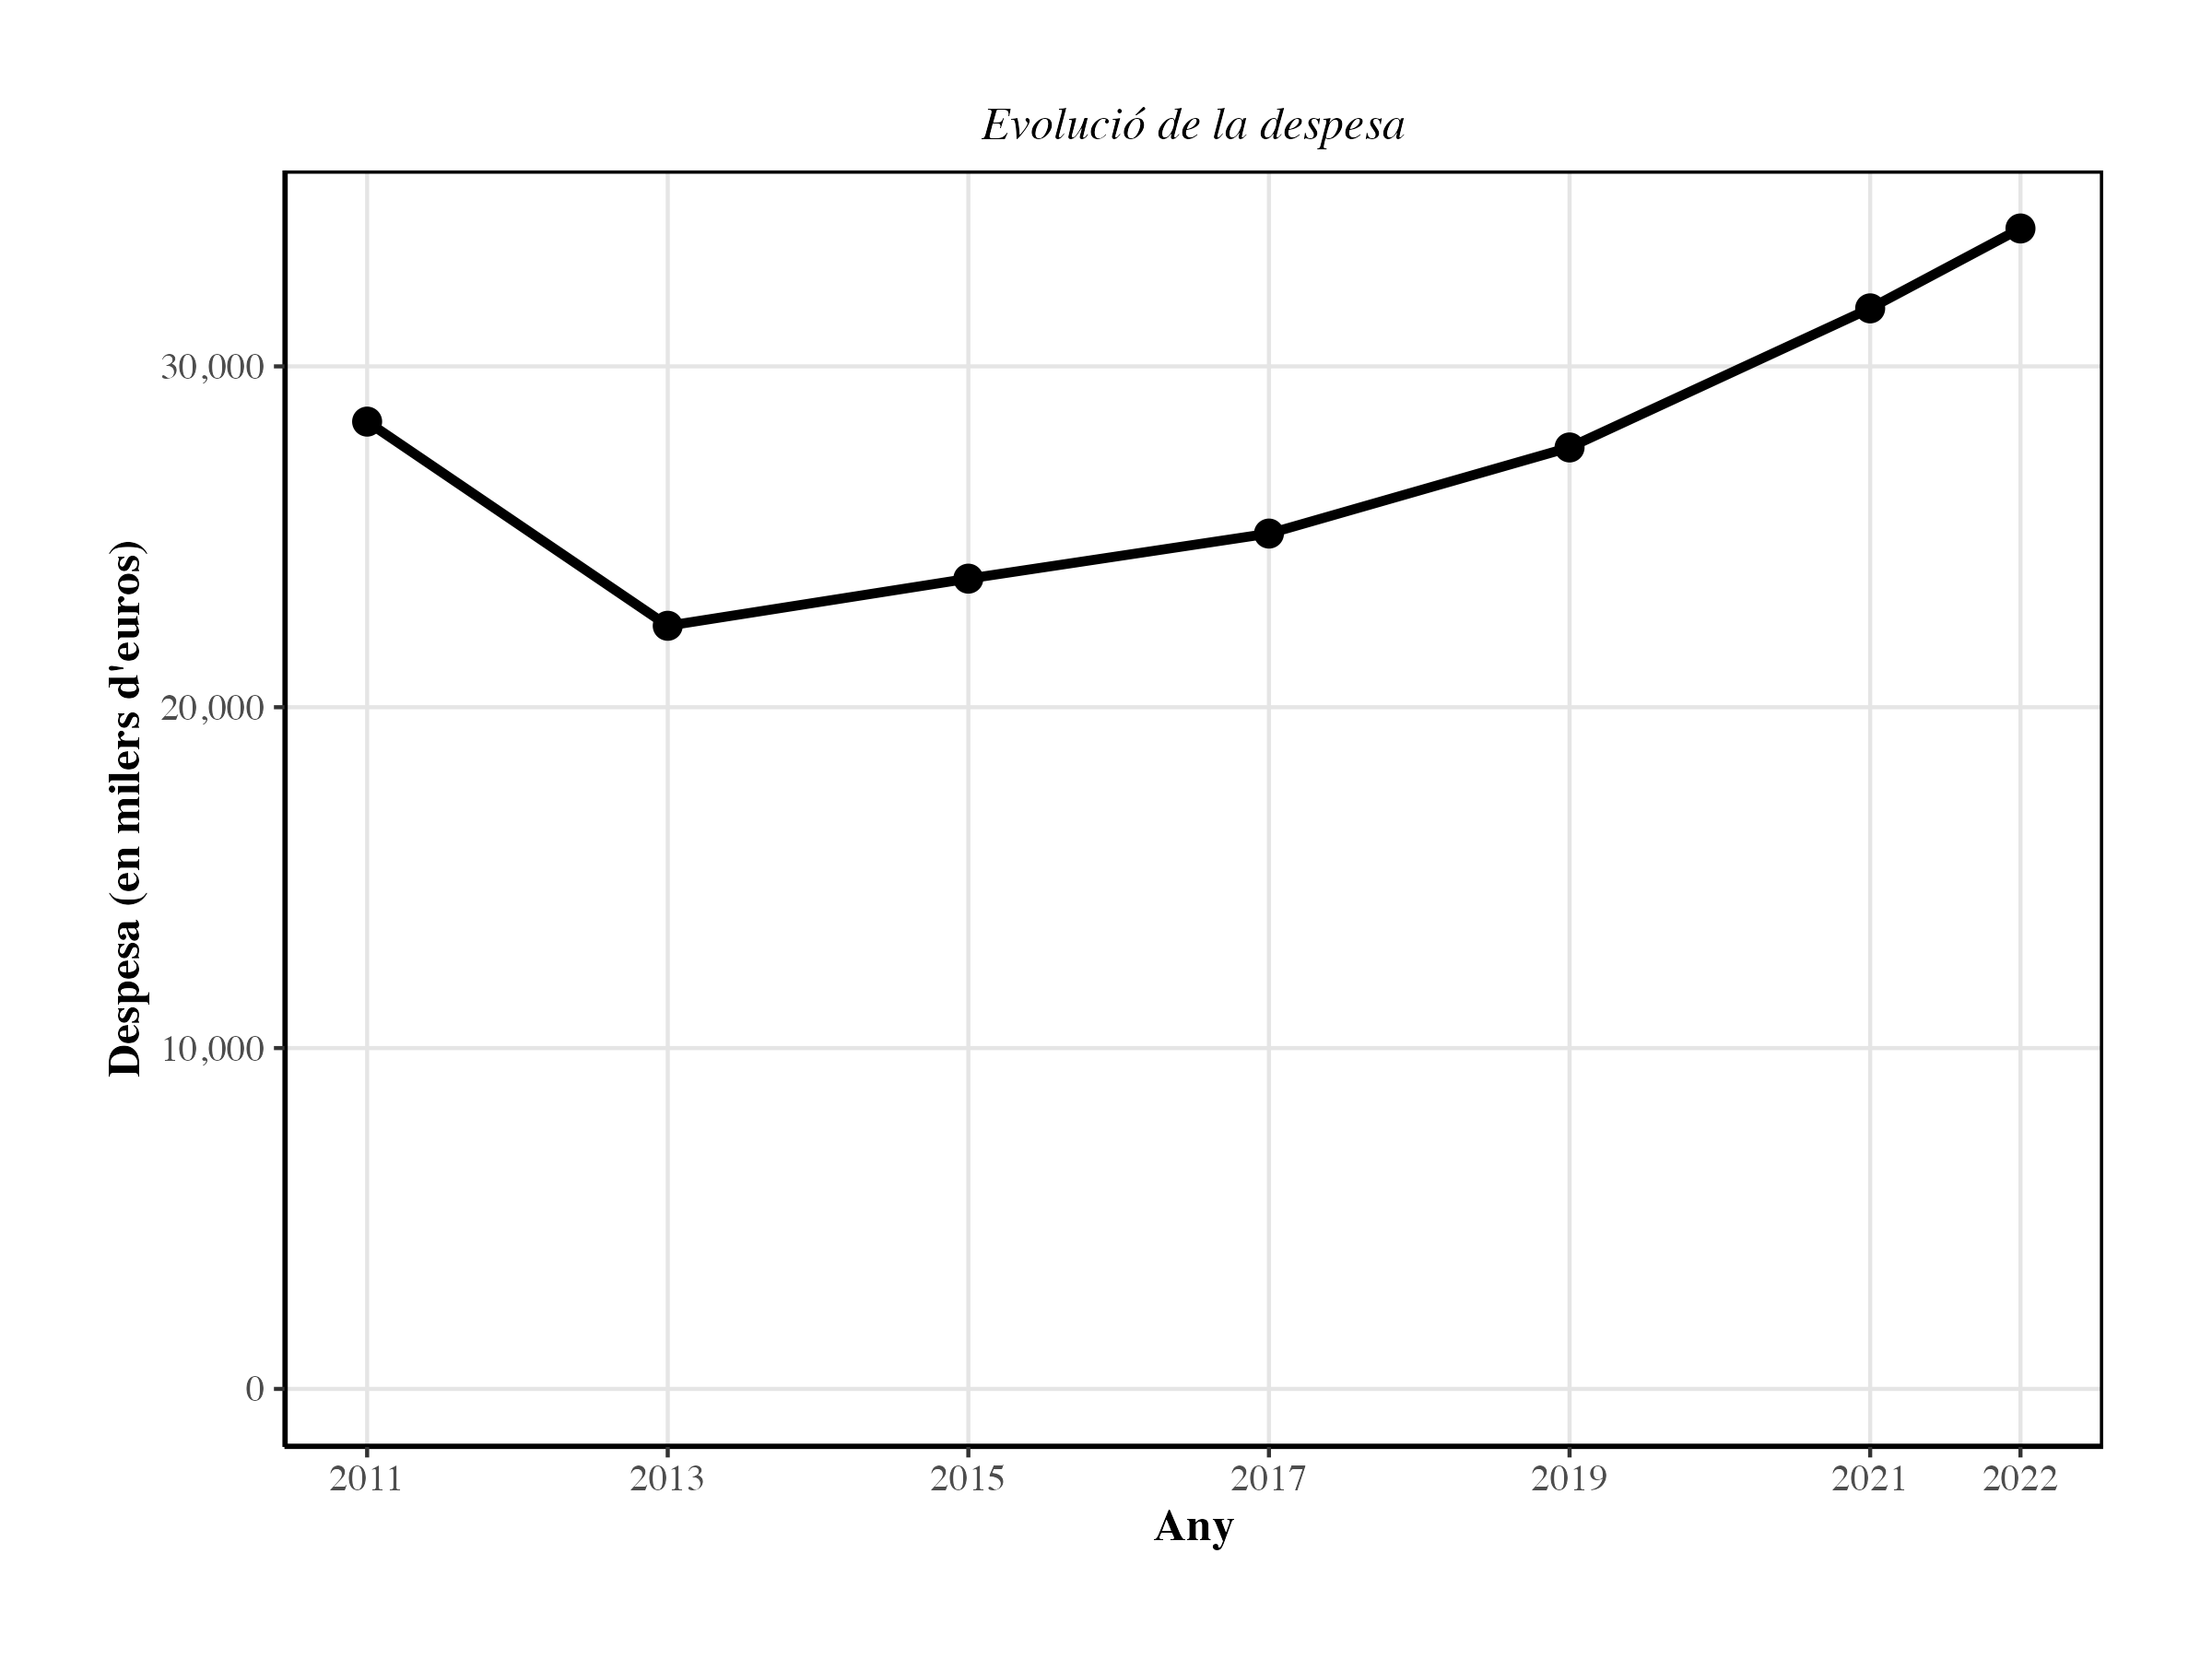 Evolució de la despesa
Despesa (en milers d'euros)
30,000
20,000
10,000
0
2011 2013 2015 2017 2019 2021 2022
Any